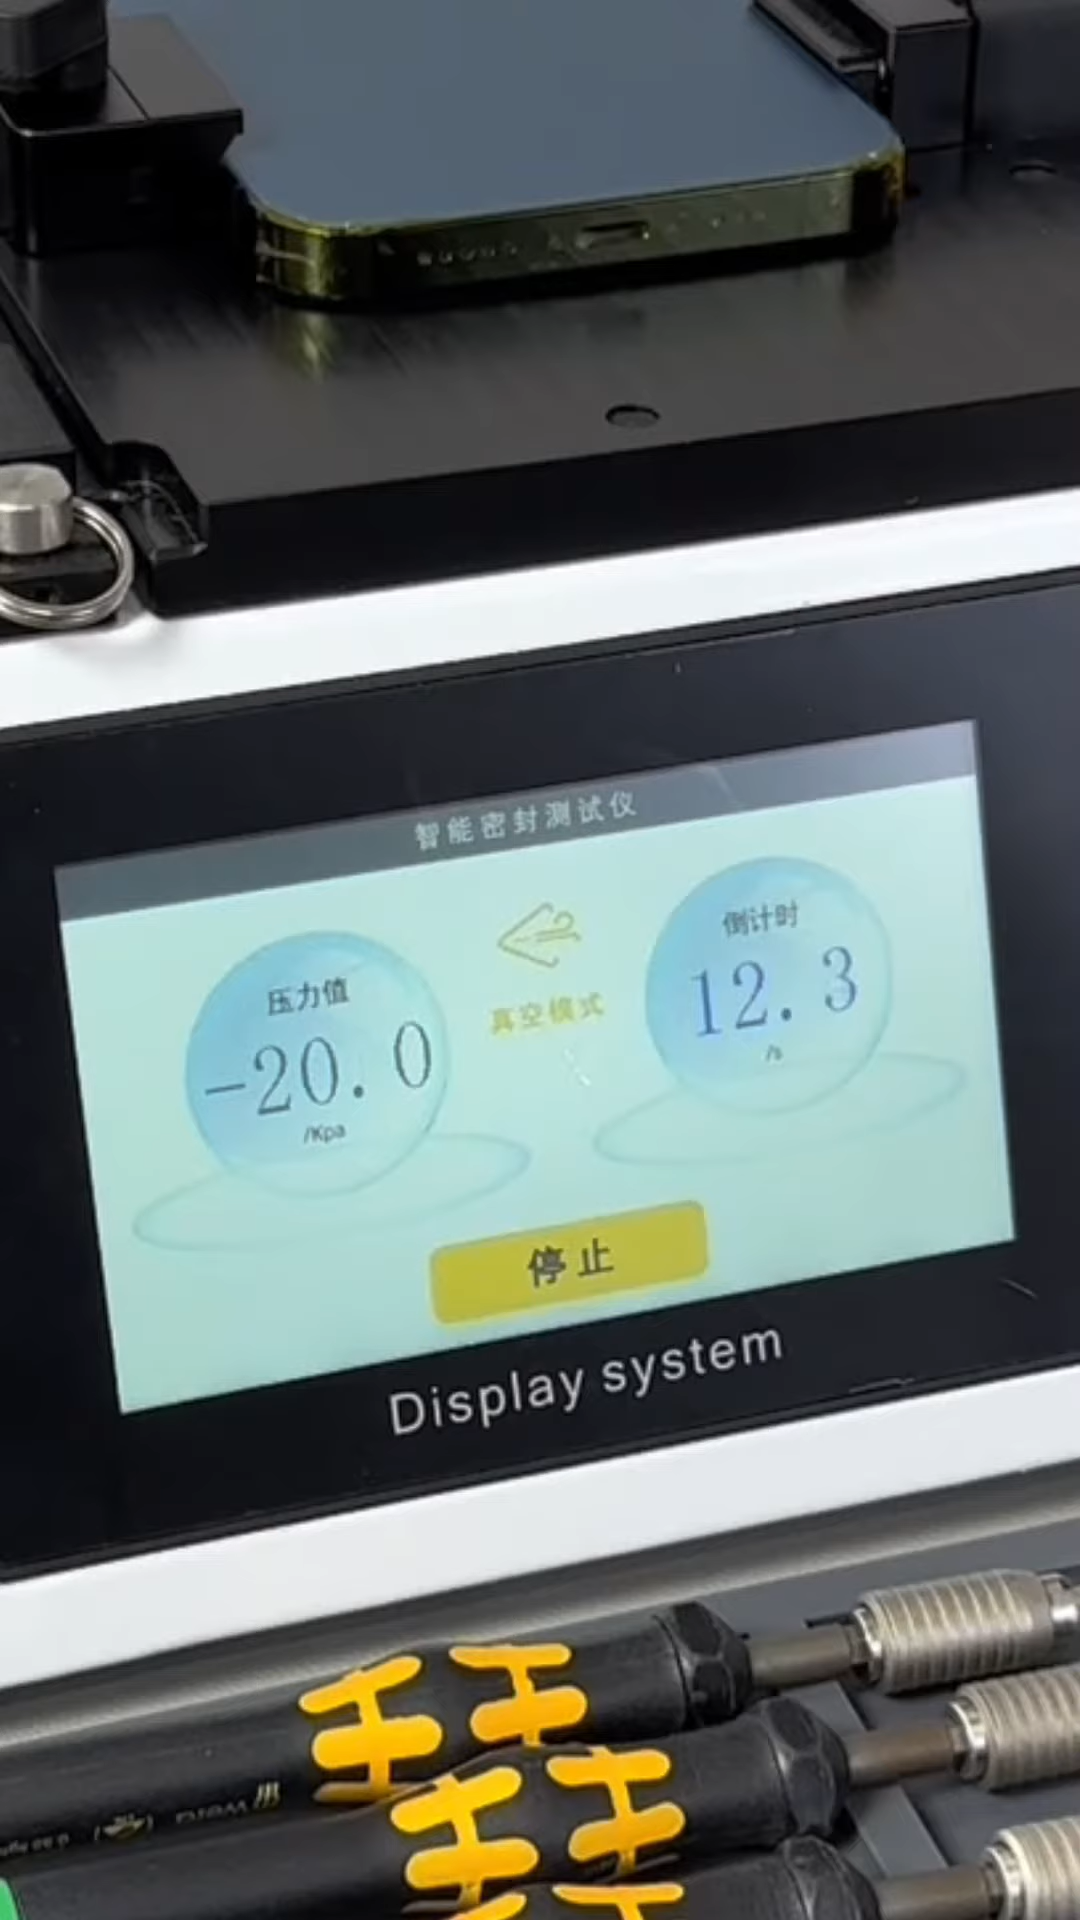 智能密封测试仪
压力值
-20.0
/Kpa
真空模式
倒计时
12.3
/s
停止
Display system